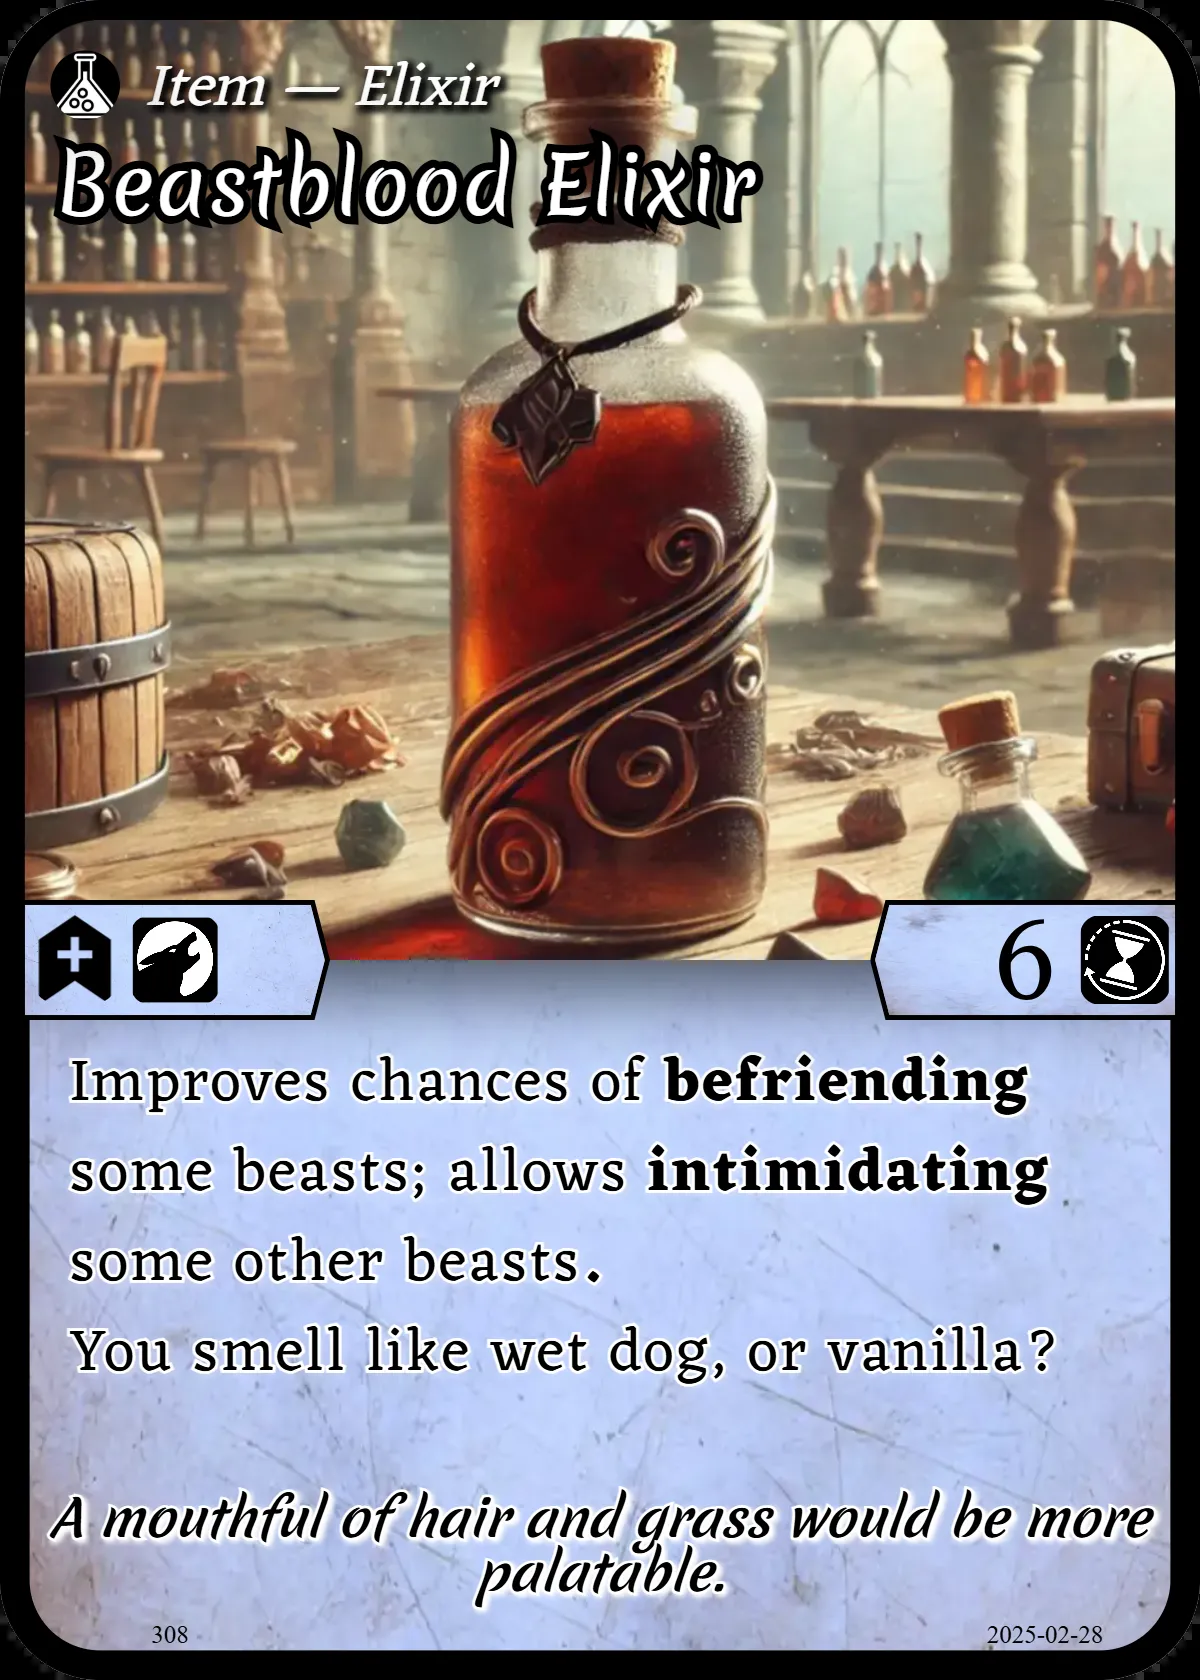 Item — Elixir
Beastblood Elixir
6
Improves chances of befriending
some beasts; allows intimidating
some other beasts.
You smell like wet dog, or vanilla?
A mouthful of hair and grass would be more
palatable.
308
2025-02-28